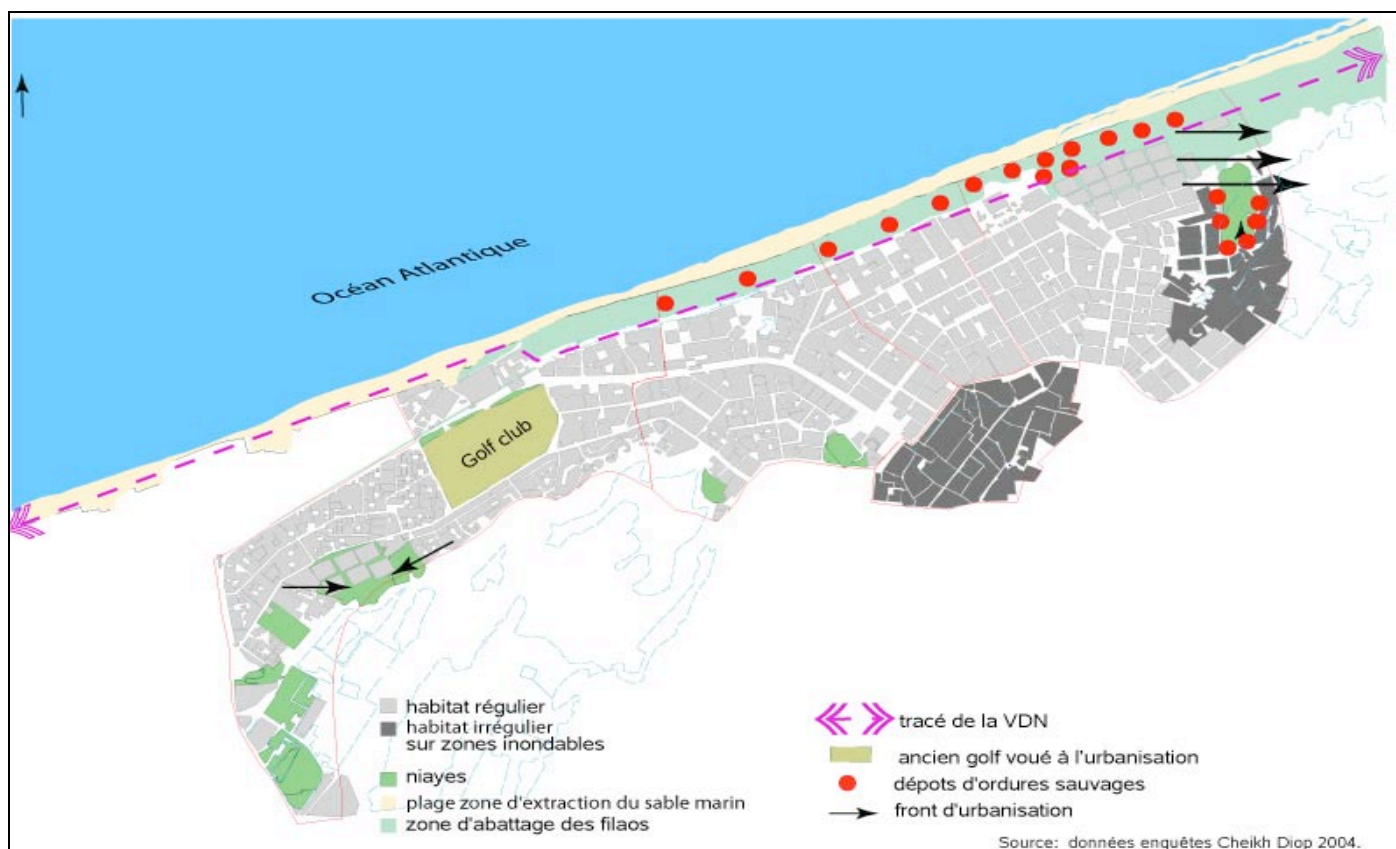 Océan Atlantique
Golf club
habitat régulier
habitat irrégulier
sur zones inondables
niayes
plage zone d'extraction du sable marin
zone d'abattage des filaos
tracé de la VDN
ancien golf voué à l'urbanisation
dépots d'ordures sauvages
front d'urbanisation
Source: données enquêtes Cheikh Diop 2004.